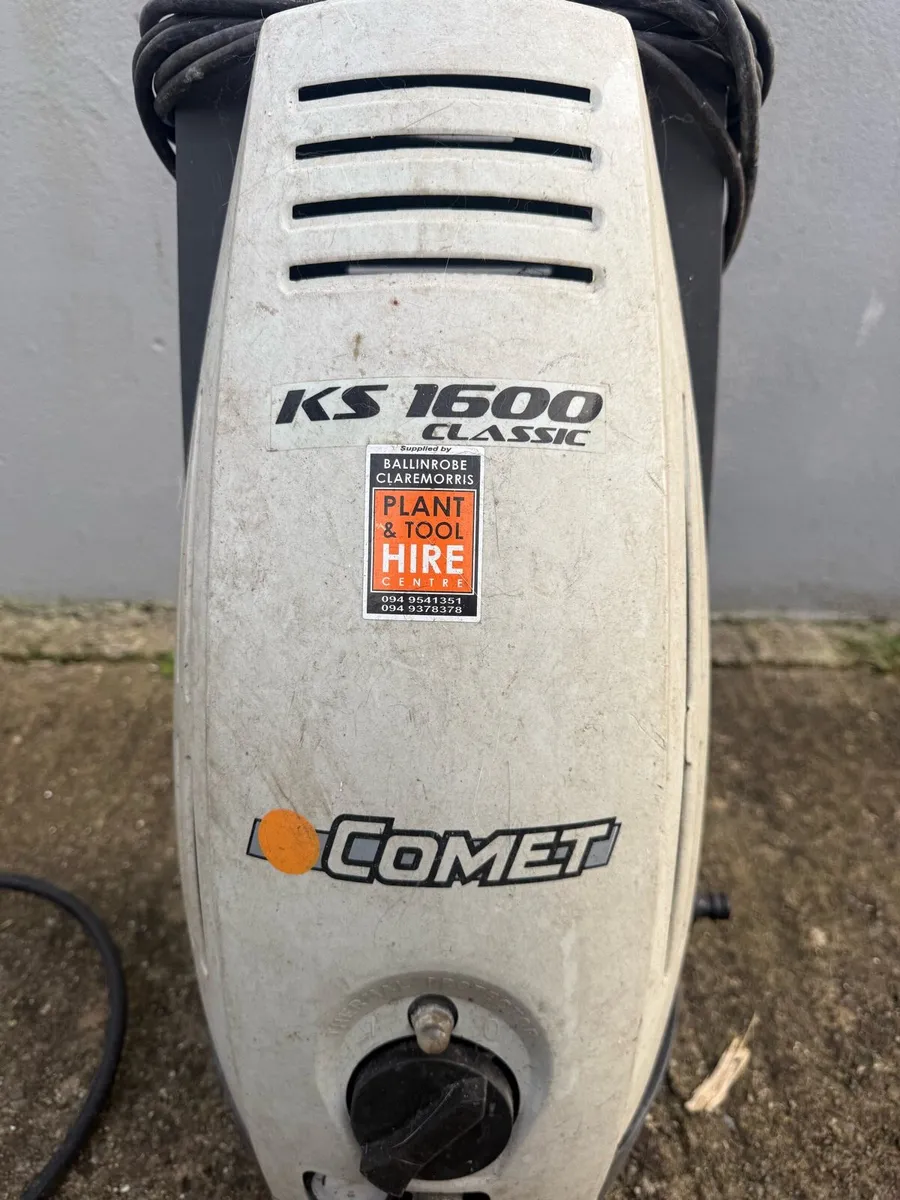 KS 1600
CLASSIC
Supplied by
BALLINROBE
CLAREMORRIS
PLANT
& TOOL
HIRE
CENTRE
094 9541351
094 9378378
COMET